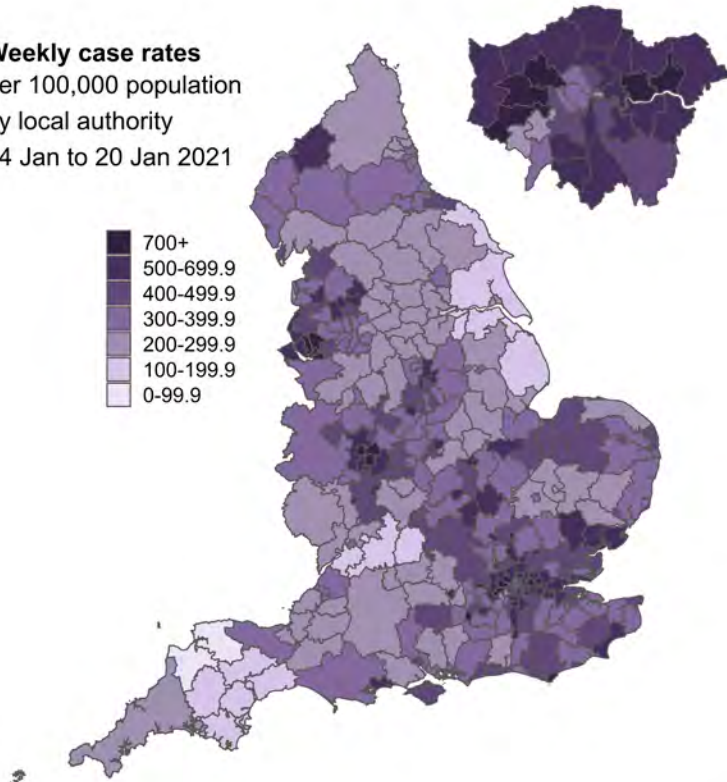 Weekly case rates
er 100,000 population
y local authority
4 Jan to 20 Jan 2021
700+
500-699.9
400-499.9
300-399.9
200-299.9
100-199.9
0-99.9